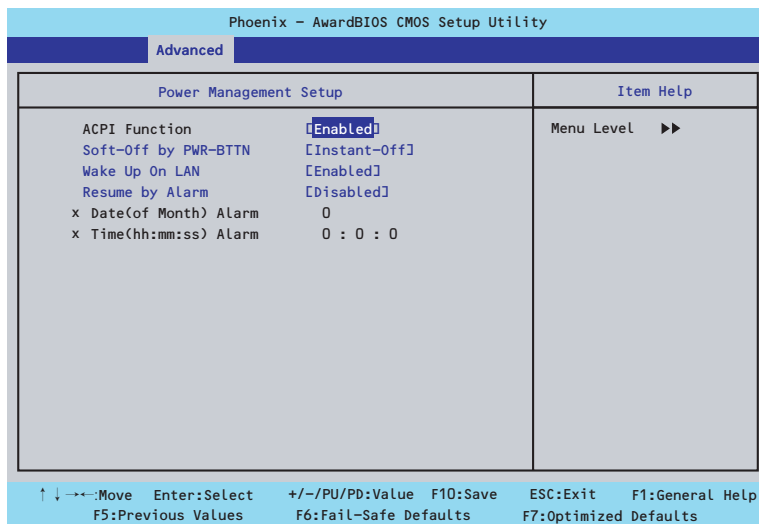 Phoenix - AwardBIOS CMOS Setup Utility
Advanced
Power Management Setup
Item Help
ACPI Function [Enabled]
Menu Level ▶▶
Soft-Off by PWR-BTTN [Instant-Off]
Wake Up On LAN [Enabled]
Resume by Alarm [Disabled]
x Date(of Month) Alarm 0
x Time(hh:mm:ss) Alarm 0 : 0 : 0
↑↓→←:Move Enter:Select +/-/PU/PD:Value F10:Save ESC:Exit F1:General Help
F5:Previous Values F6:Fail-Safe Defaults F7:Optimized Defaults